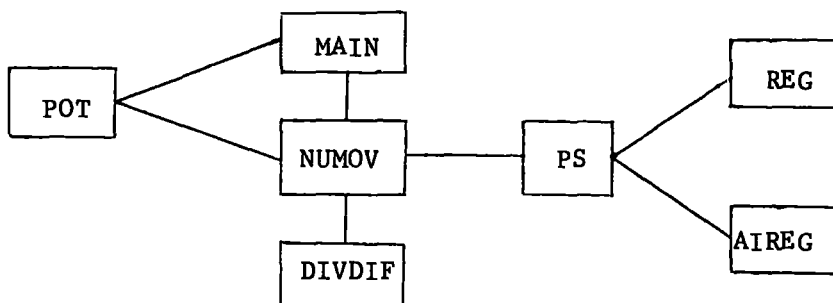 MAIN
REG
POT
NUMOV
PS
AIREG
DIVDIF